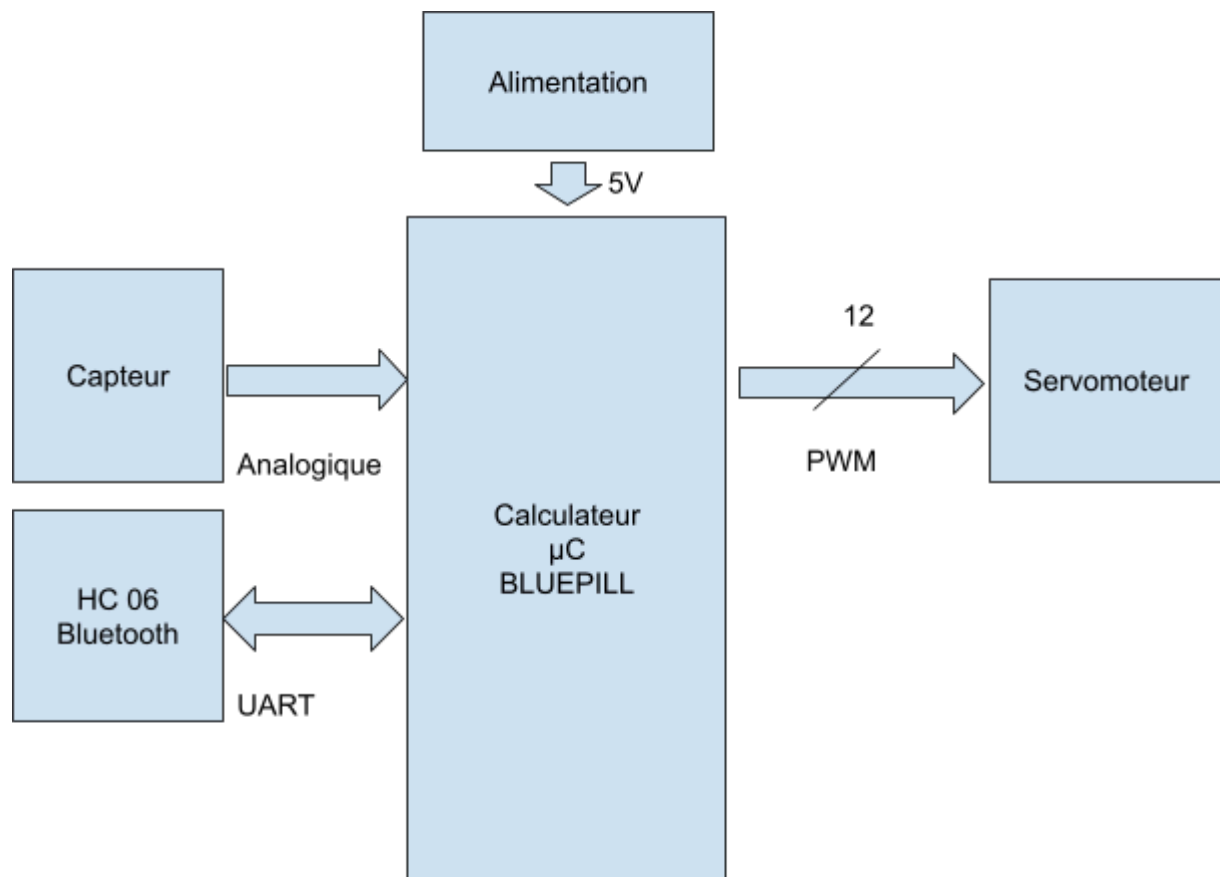 Alimentation
5V
Capteur
Analogique
12
PWM
Servomoteur
Calculateur
µC
BLUEPILL
HC 06
Bluetooth
UART